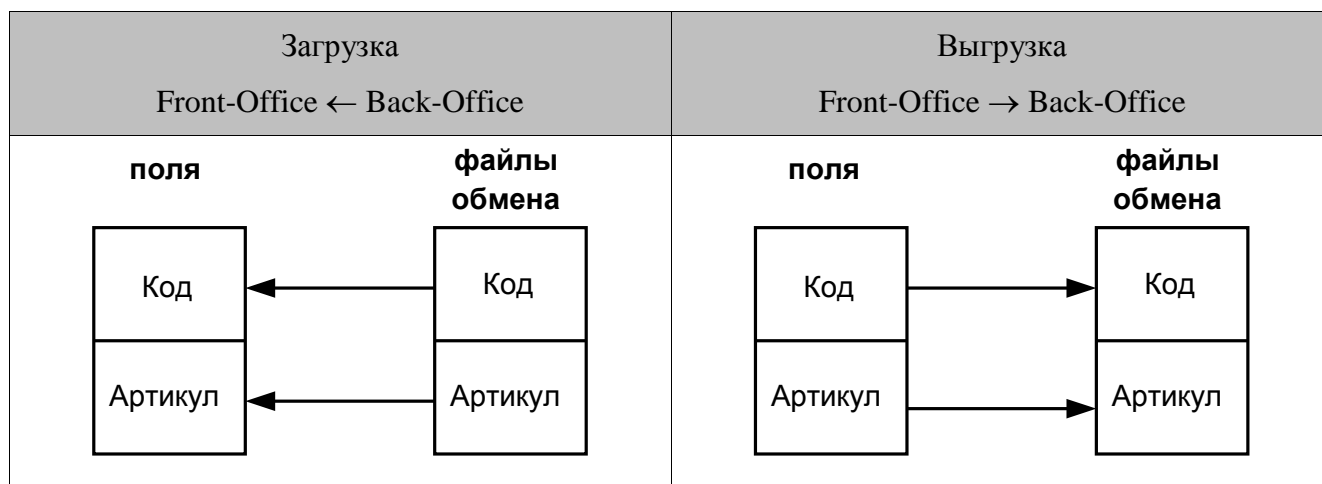 Загрузка
Front-Office ← Back-Office
Выгрузка
Front-Office → Back-Office
поля
файлы
обмена
Код
Код
Артикул
Артикул
поля
файлы
обмена
Код
Код
Артикул
Артикул